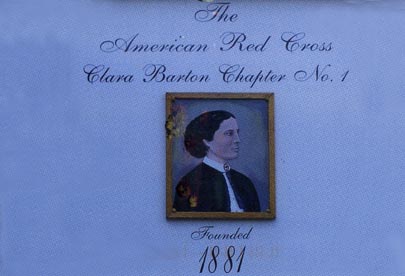 The
American Red Cross
Clara Barton Chapter No. 1
Founded
1881